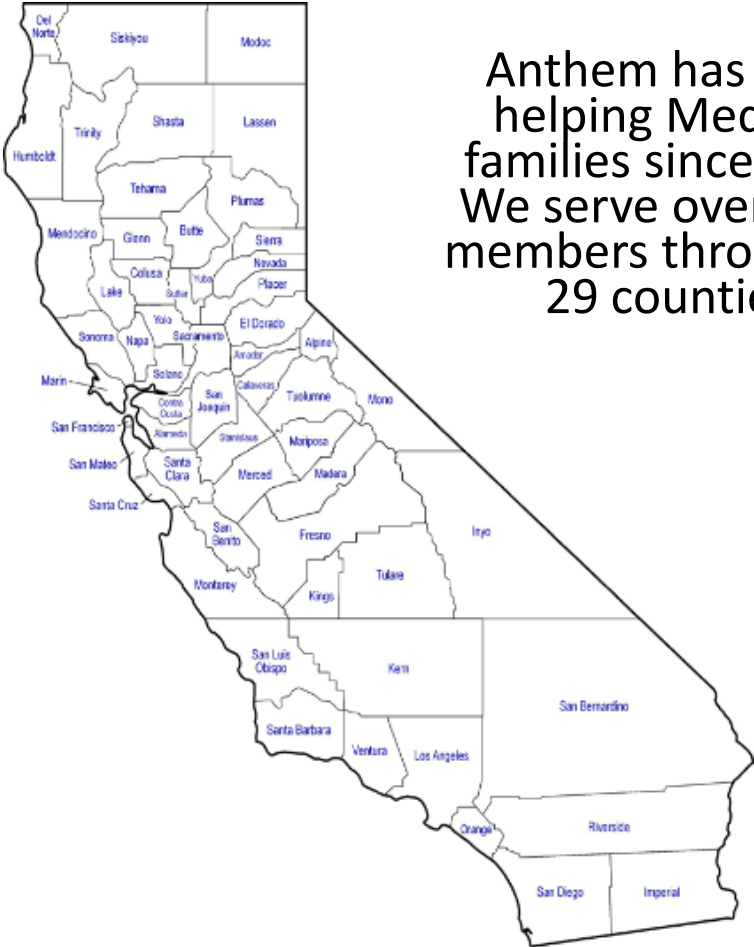 Anthem has
helping Med
families since
We serve over
members thro
29 countie
Del
Norte
Siskiyou
Modoc
Humboldt
Trinity
Shasta
Lassen
Tehama
Plumas
Mendocino
Glenn
Butte
Sierra
Lake
Colusa
Sutter
Yuba
Nevada
Placer
Sonoma
Napa
Yolo
Sacramento
El Dorado
Alpine
Amador
Marin
Solano
Calaveras
Contra
Costa
San
Joaquin
Tuolumne
Mono
San Francisco
Alameda
Stanislaus
Mariposa
San Mateo
Santa
Clara
Merced
Madera
Santa Cruz
San
Benito
Fresno
Inyo
Monterey
Kings
Tulare
San Luis
Obispo
Kern
San Bernardino
Santa Barbara
Ventura
Los Angeles
Orange
Riverside
San Diego
Imperial